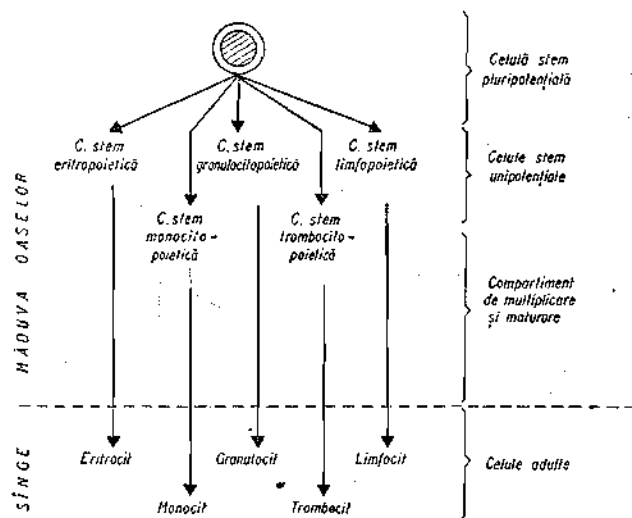 Celulă stem
pluripotențială
C. stem
eritropoietică
C. stem
granulocitopoietică
C. stem
limfopoietică
Celule stem
unipotențiale
C. stem
monocito-
poietică
C. stem
trombocito-
poietică
Compartiment
de multiplicare
și maturare
MĂDUVA OASELOR
Eritrocit
Granulocit
Limfocit
Celule adulte
Monocit
Trombocit
SÎNGE